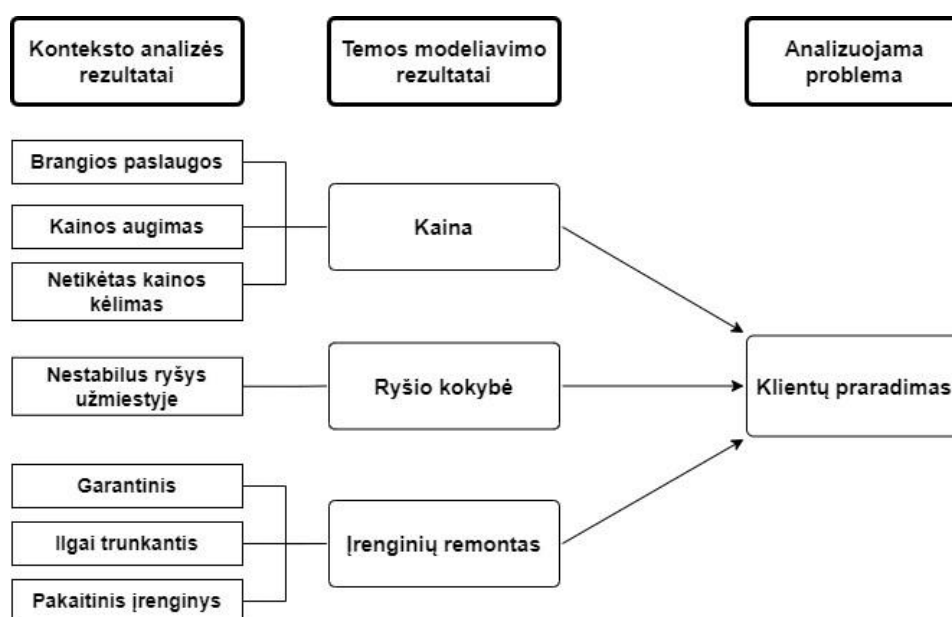 Konteksto analizės
rezultatai
Temos modeliavimo
rezultatai
Analizuojama
problema
Brangios paslaugos
Kainos augimas
Netikėtas kainos
kėlimas
Kaina
Nestabilus ryšys
užmiestyje
Ryšio kokybė
Klientų praradimas
Garantinis
Ilgai trunkantis
Pakaitinis įrenginys
Įrenginių remontas